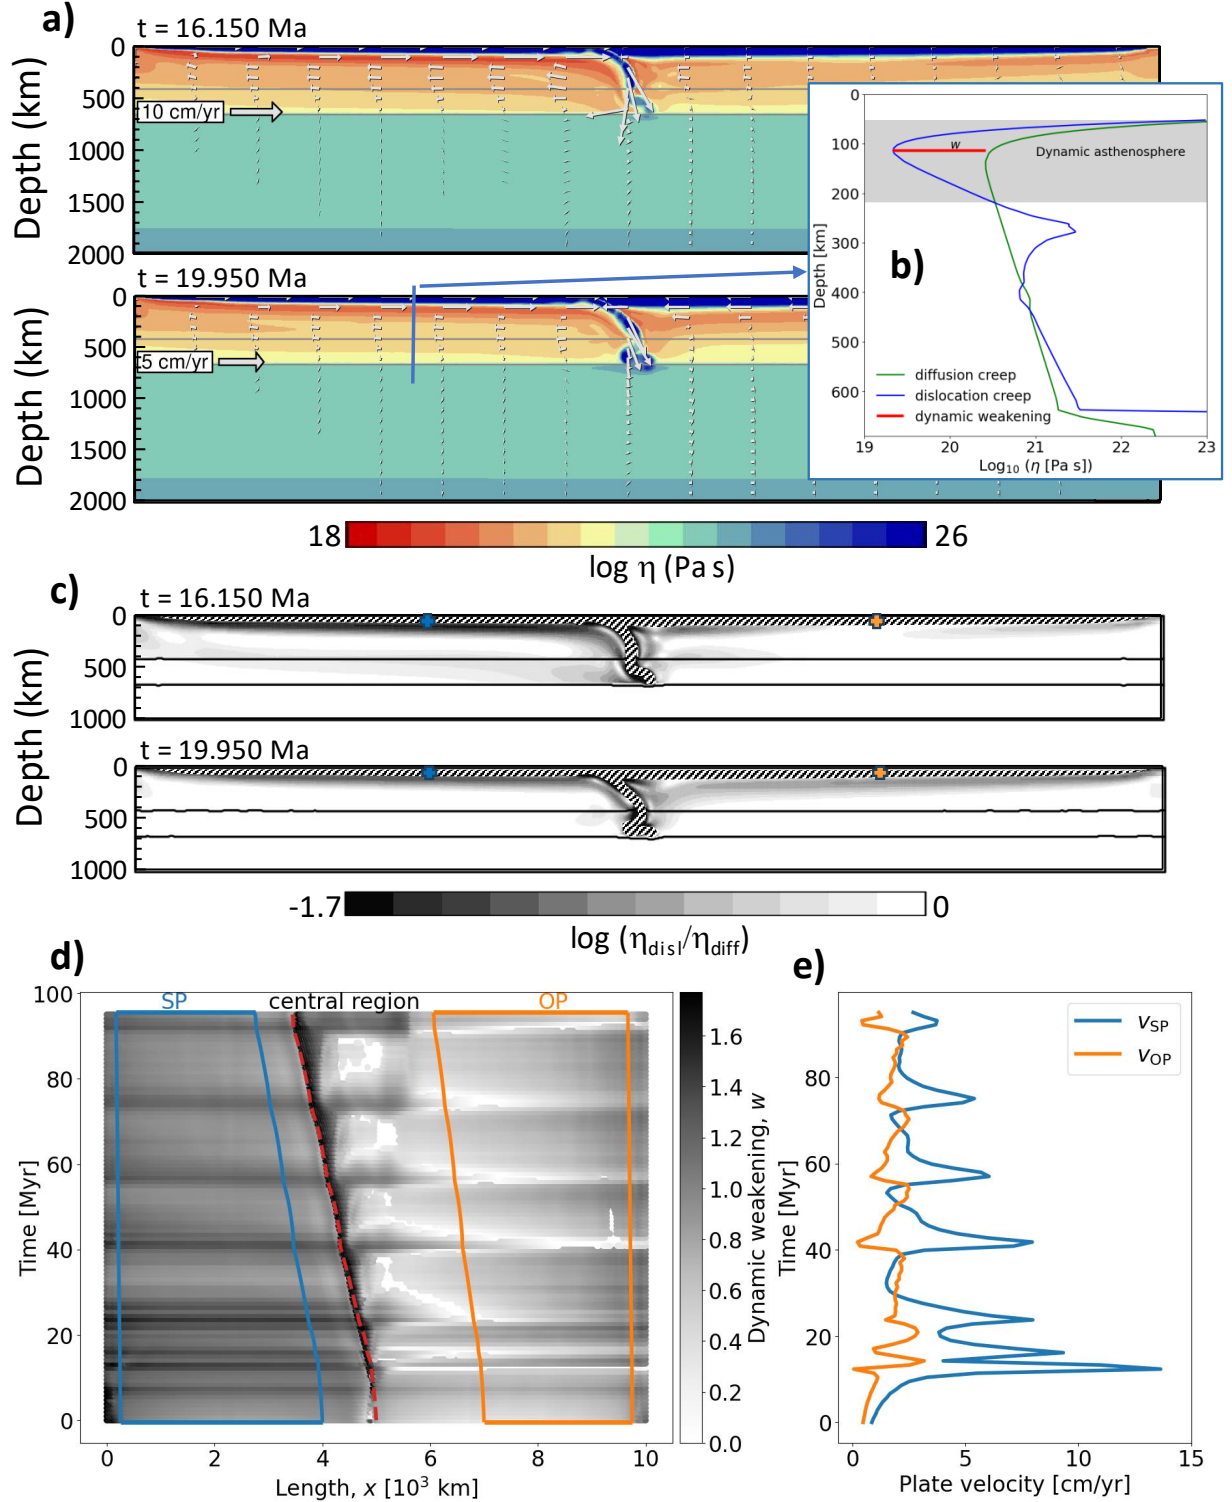 a)
t = 16.150 Ma
0
500
1000
1500
2000
Depth (km)
10 cm/yr
t = 19.950 Ma
0
500
1000
1500
2000
Depth (km)
5 cm/yr
18
26
log η (Pa s)
b)
0
100
200
300
400
500
600
Depth [km]
w
Dynamic asthenosphere
diffusion creep
dislocation creep
dynamic weakening
19 20 21 22 23
Log10 (η [Pa s])
c)
t = 16.150 Ma
0
500
1000
Depth (km)
t = 19.950 Ma
0
500
1000
-1.7
0
log (ηdisl/ηdiff)
d)
SP
central region
OP
100
80
60
40
20
0
Time [Myr]
0 2 4 6 8 10
Length, x [10³ km]
1.6
1.4
1.2
1.0
0.8
0.6
0.4
0.2
0.0
Dynamic weakening, w
e)
vSP
vOP
80
60
40
20
0
Time [Myr]
0 5 10 15
Plate velocity [cm/yr]